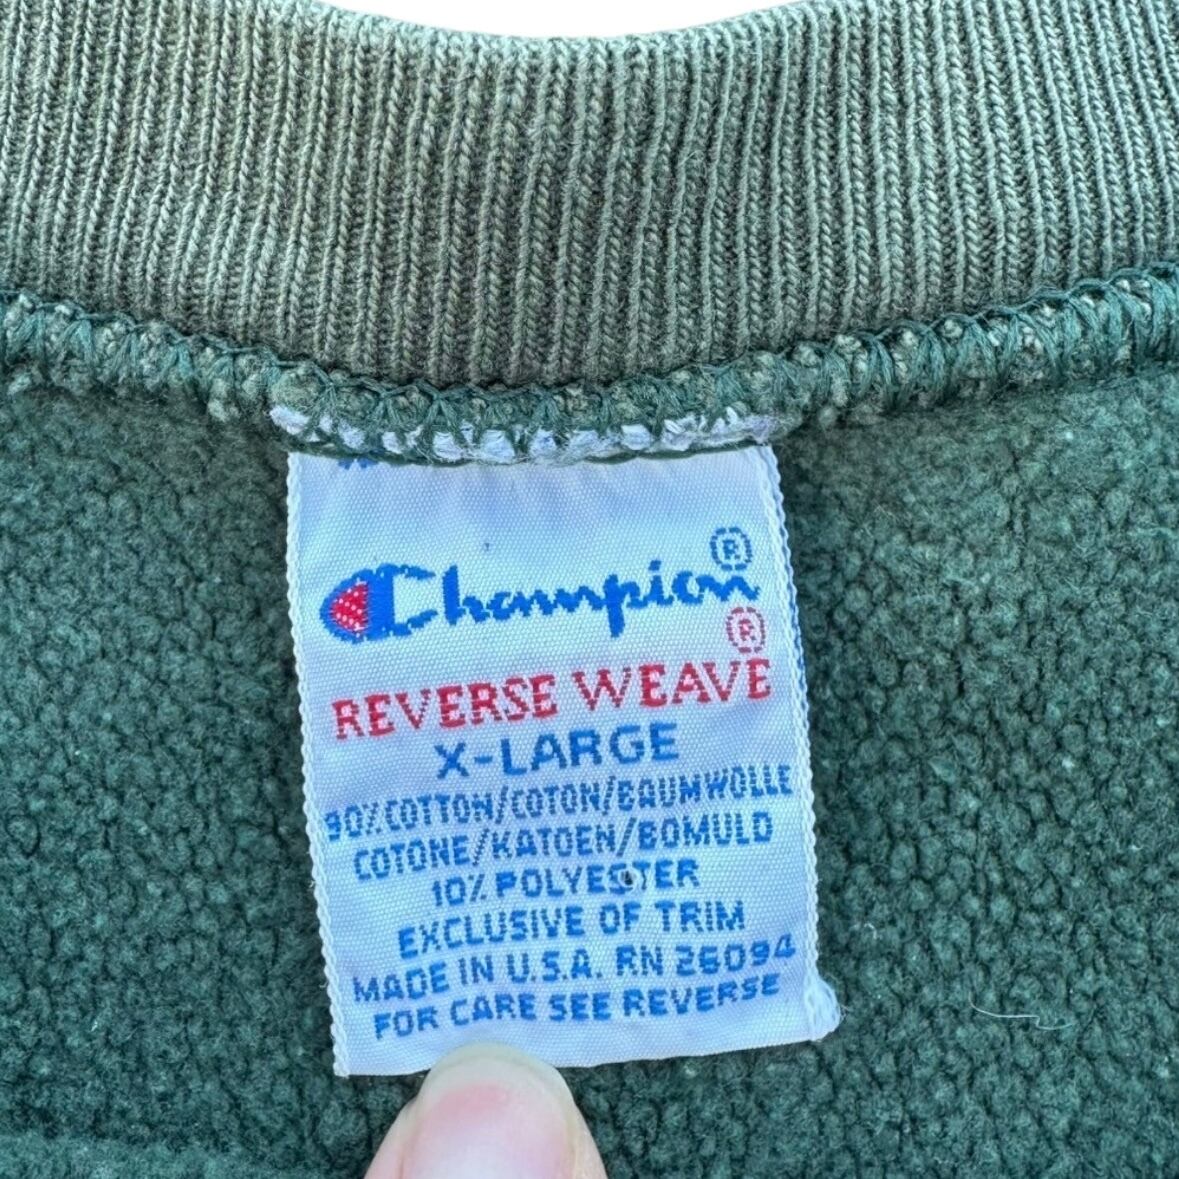 Champion®
®
REVERSE WEAVE
X-LARGE
90% COTTON/COTON/BAUMWOLLE
COTONE/KATOEN/BOMULD
10% POLYESTER
EXCLUSIVE OF TRIM
MADE IN U.S.A. RN 26094
FOR CARE SEE REVERSE